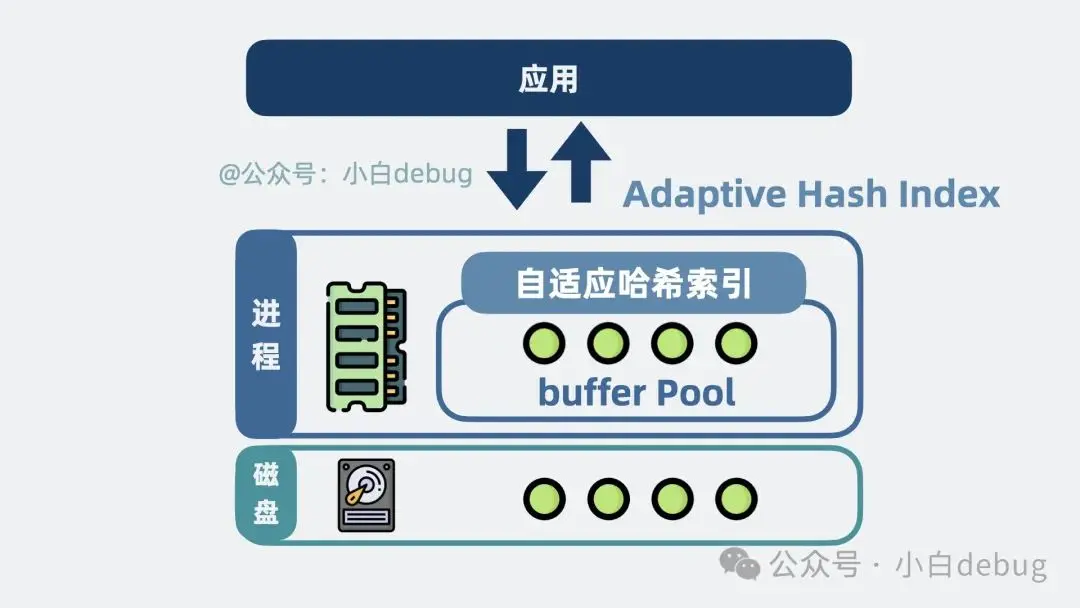 应用
@公众号：小白debug
Adaptive Hash Index
进程
自适应哈希索引
buffer Pool
磁盘
公众号 · 小白debug